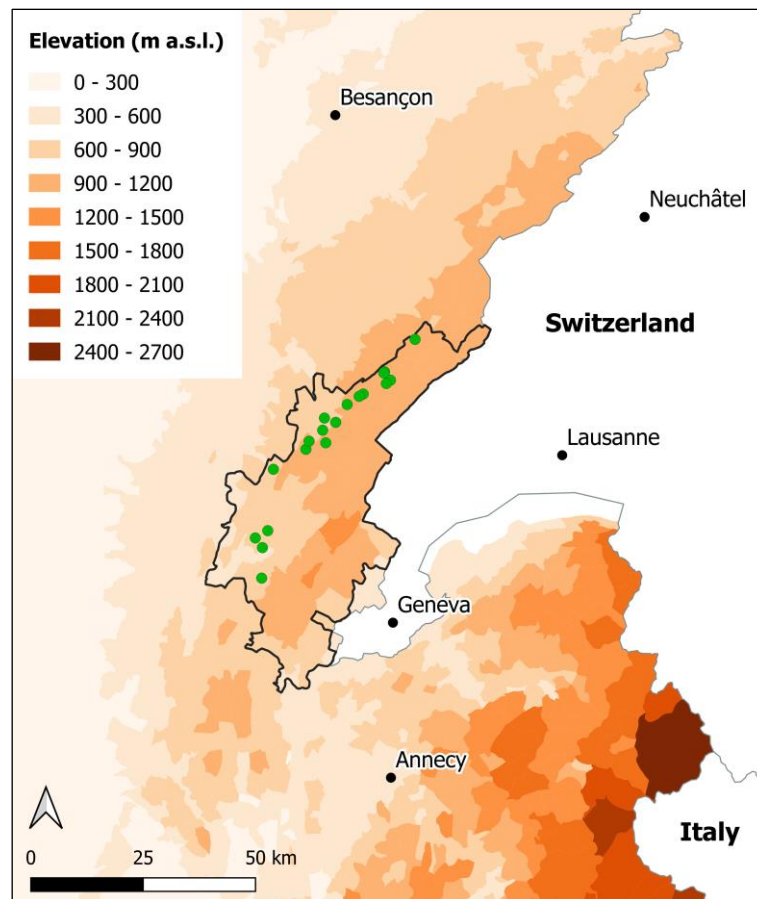 Elevation (m a.s.l.)
0 - 300
300 - 600
600 - 900
900 - 1200
1200 - 1500
1500 - 1800
1800 - 2100
2100 - 2400
2400 - 2700
Besançon
Neuchâtel
Switzerland
Lausanne
Geneva
Annecy
Italy
0 25 50 km